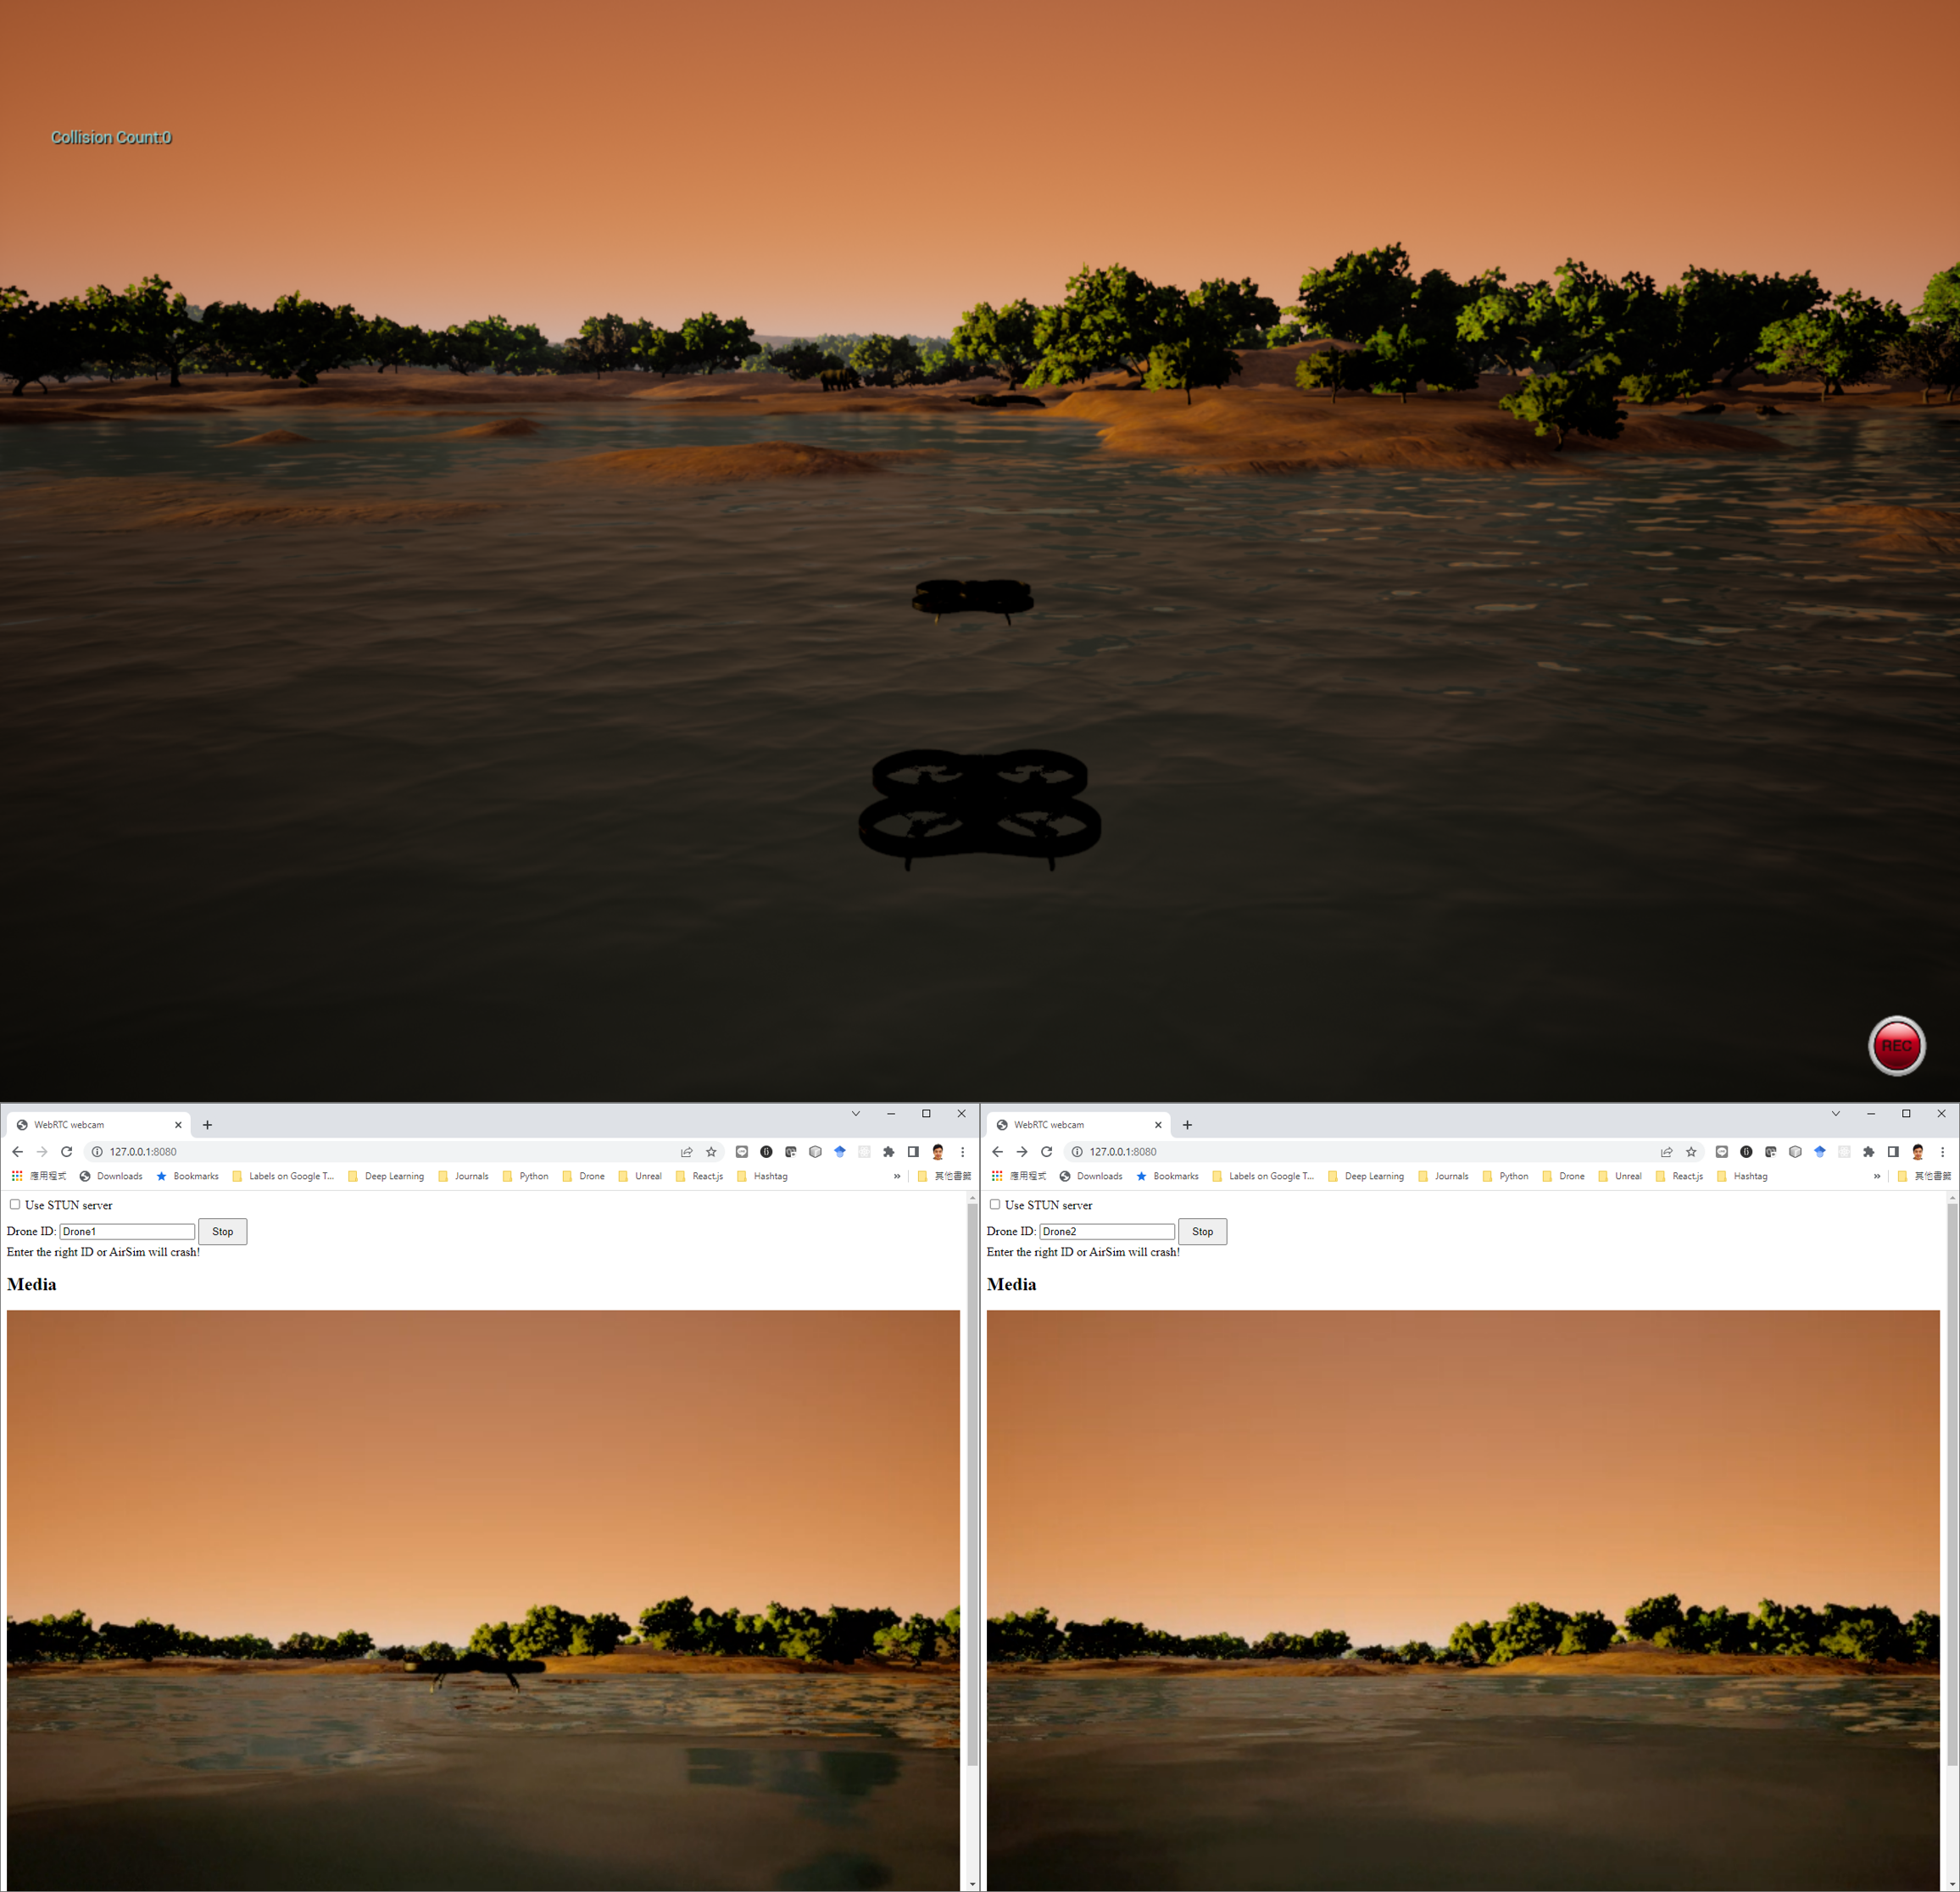 Collision Count:0
REC
WebRTC webcam
127.0.0.1:8080
應用程式 Downloads Bookmarks Labels on Google T... Deep Learning Journals Python Drone Unreal React.js Hashtag » 其他書籤
Use STUN server
Drone ID: Drone1 Stop
Enter the right ID or AirSim will crash!
Media
WebRTC webcam
127.0.0.1:8080
應用程式 Downloads Bookmarks Labels on Google T... Deep Learning Journals Python Drone Unreal React.js Hashtag » 其他書籤
Use STUN server
Drone ID: Drone2 Stop
Enter the right ID or AirSim will crash!
Media